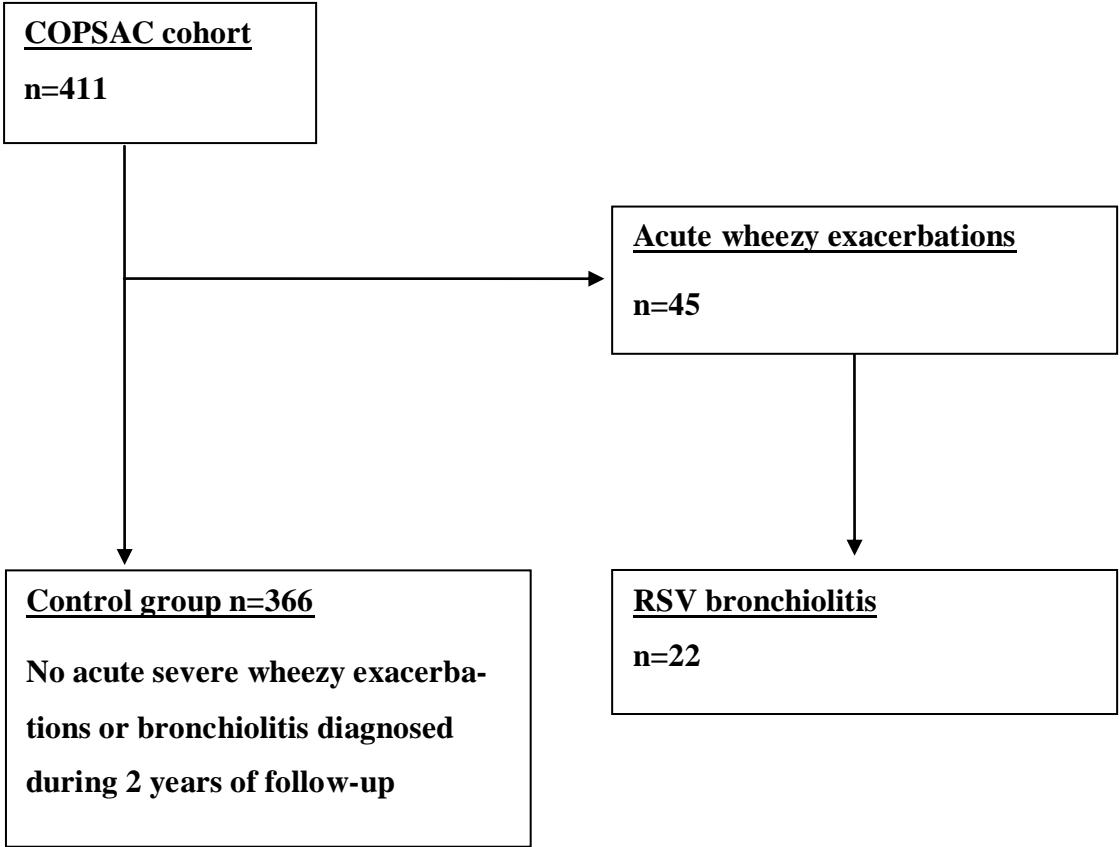 COPSAC cohort
n=411
Acute wheezy exacerbations
n=45
Control group n=366
No acute severe wheezy exacerba-
tions or bronchiolitis diagnosed
during 2 years of follow-up
RSV bronchiolitis
n=22